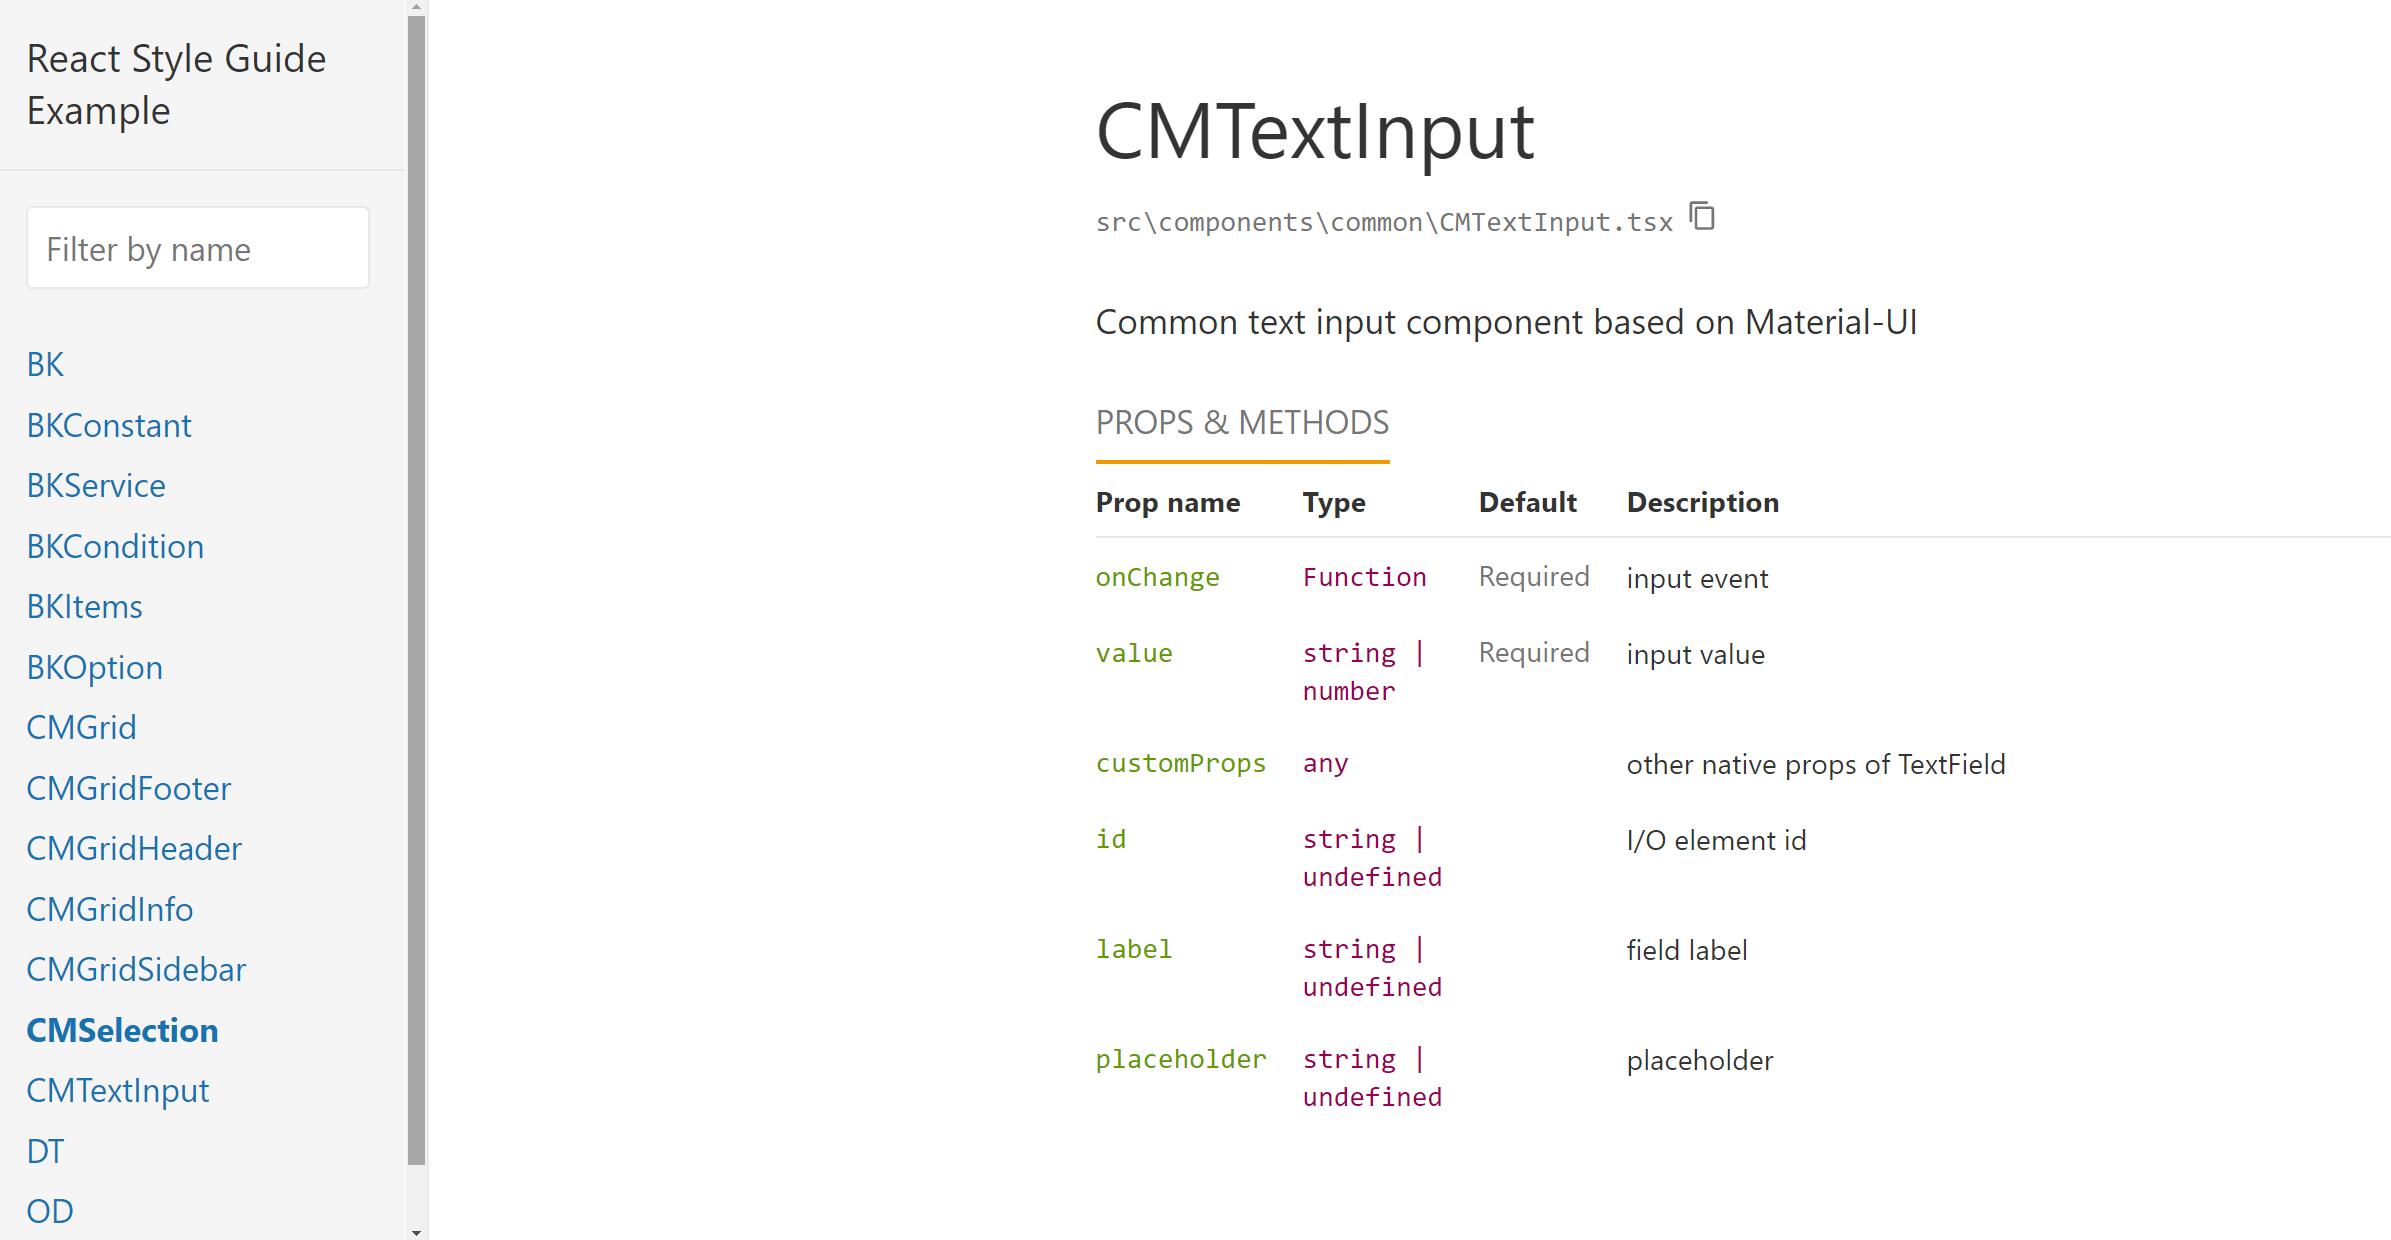 React Style Guide
Example
Filter by name
BK
BKConstant
BKService
BKCondition
BKItems
BKOption
CMGrid
CMGridFooter
CMGridHeader
CMGridInfo
CMGridSidebar
CMSelection
CMTextInput
DT
OD
CMTextInput
src\components\common\CMTextInput.tsx
Common text input component based on Material-UI
PROPS & METHODS
Prop name Type Default Description
onChange Function Required input event
value string | Required input value
number
customProps any other native props of TextField
id string | I/O element id
undefined
label string | field label
undefined
placeholder string | placeholder
undefined